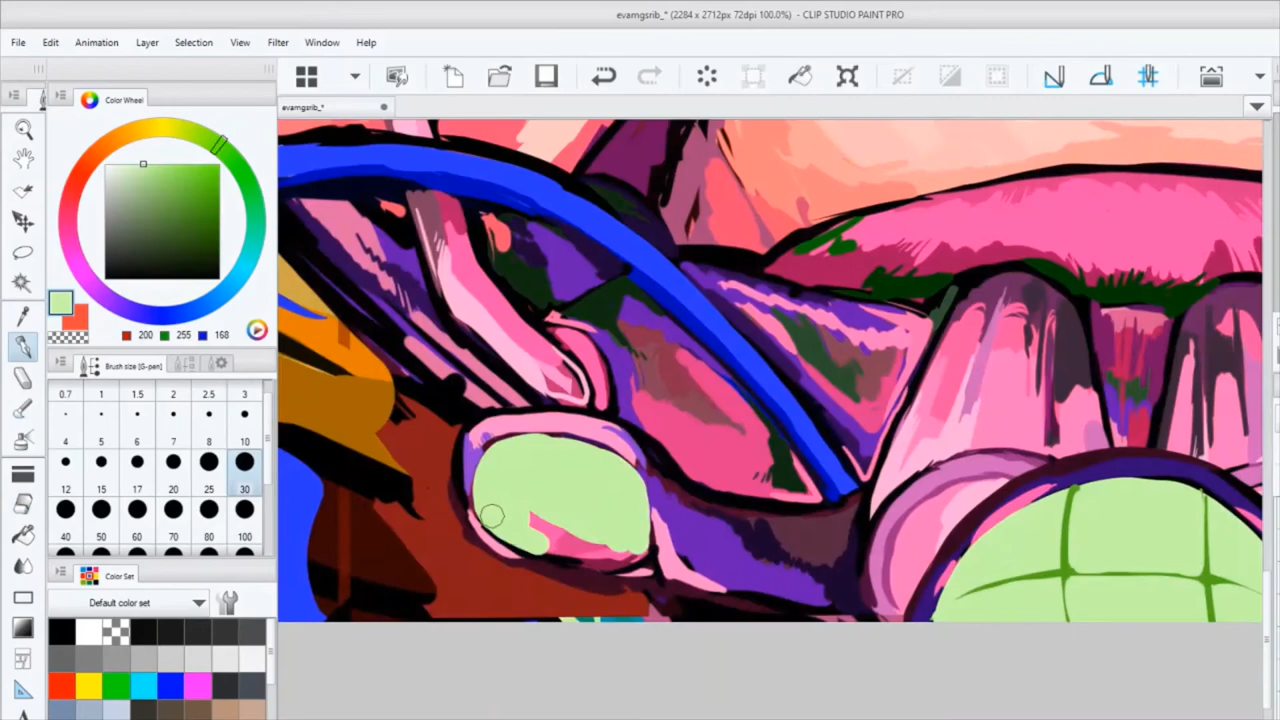 evamgsrib_* (2284 x 2712px 72dpi 100.0%) - CLIP STUDIO PAINT PRO
File Edit Animation Layer Selection View Filter Window Help
Color Wheel
evamgsrib_*
200 255 168
Brush size [G-pen]
0.7 1 1.5 2 2.5 3
4 5 6 7 8 10
12 15 17 20 25 30
40 50 60 70 80 100
Color Set
Default color set